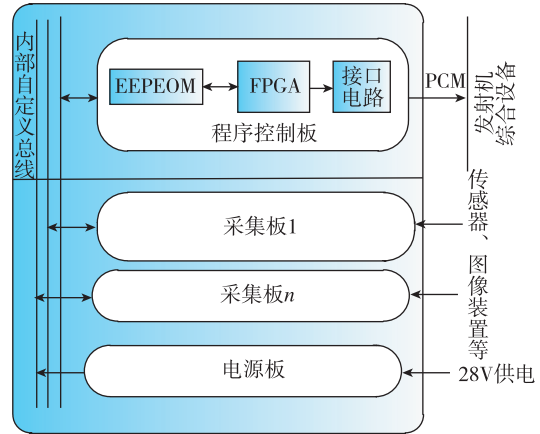 内部自定义总线
EEPEOM
FPGA
接口
电路
程序控制板
PCM
发射机
综合设备
采集板1
传感器、图像装置等
采集板n
电源板
28V供电